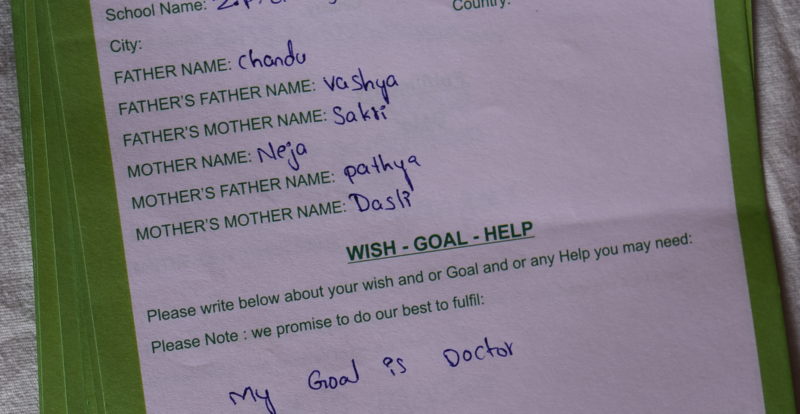 School Name: Z.P.
Country:
City:
FATHER NAME: chandu
FATHER'S FATHER NAME: vashya
FATHER'S MOTHER NAME: Sakri
MOTHER NAME: Neja
MOTHER'S FATHER NAME: pathya
MOTHER'S MOTHER NAME: Dasli
WISH - GOAL - HELP
Please write below about your wish and or Goal and or any Help you may need:
Please Note : we promise to do our best to fulfil:
My Goal is Doctor